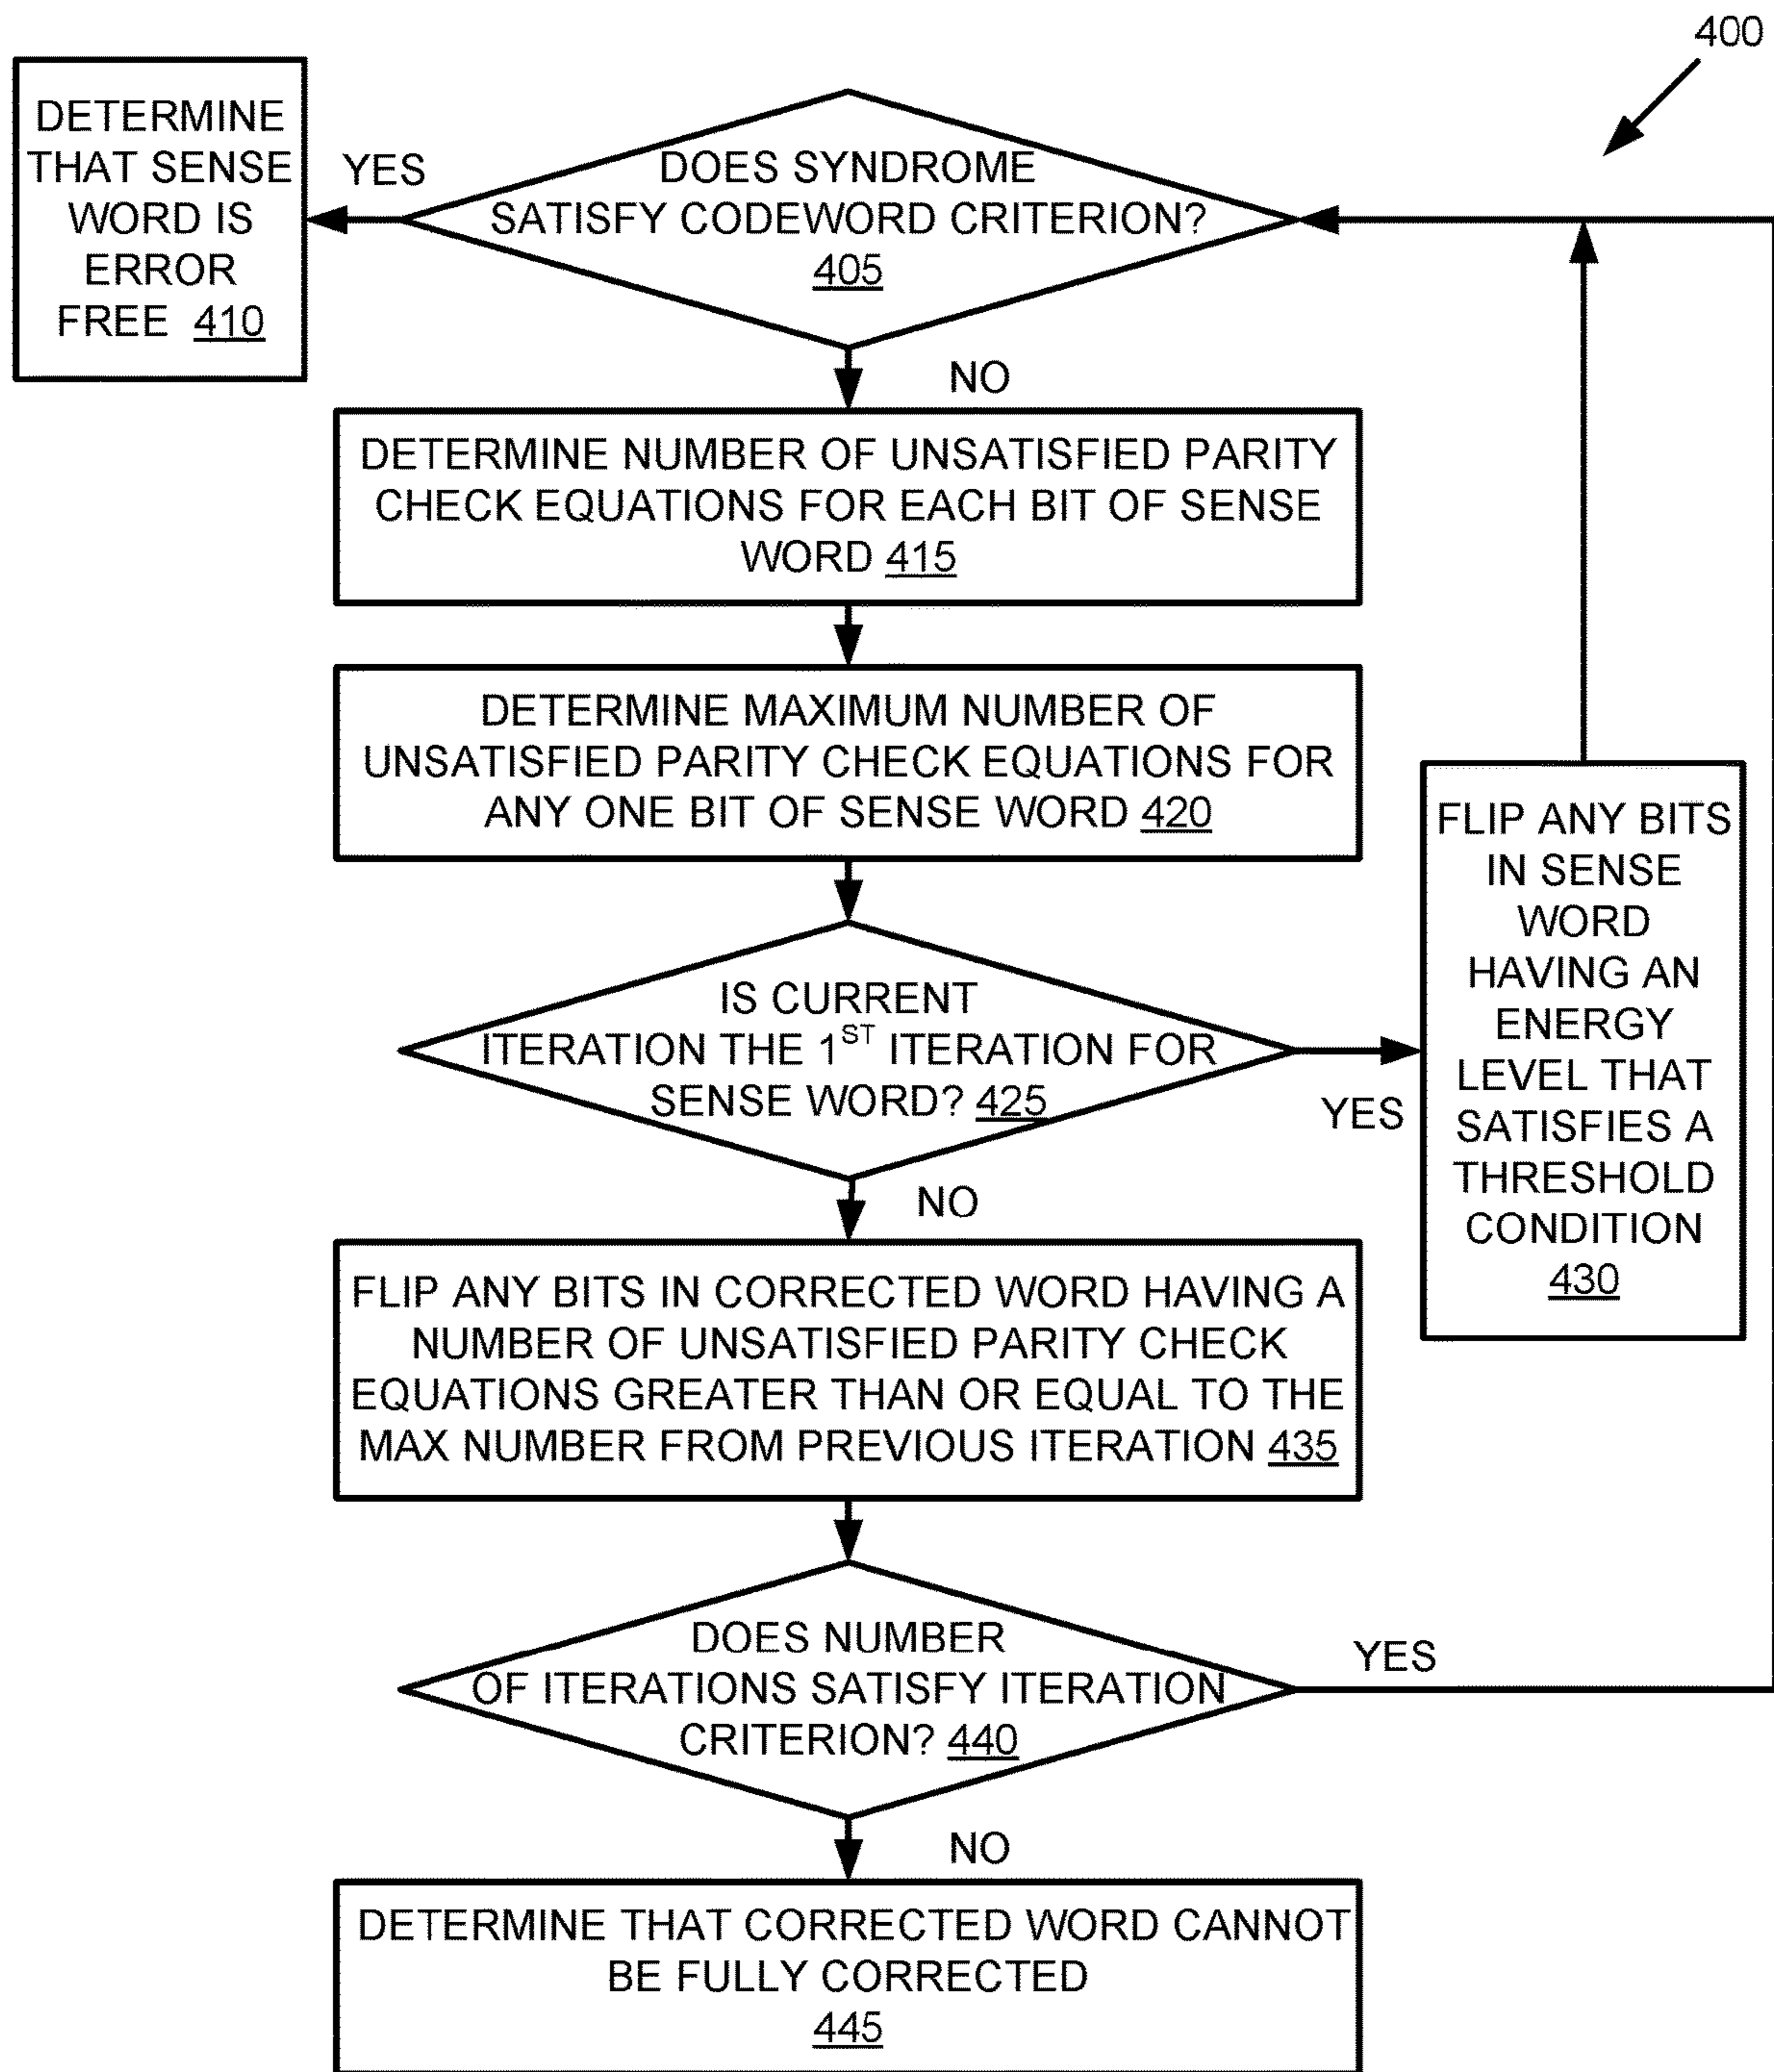 400
DETERMINE
THAT SENSE
WORD IS
ERROR
FREE 410
YES
DOES SYNDROME
SATISFY CODEWORD CRITERION?
405
NO
DETERMINE NUMBER OF UNSATISFIED PARITY
CHECK EQUATIONS FOR EACH BIT OF SENSE
WORD 415
DETERMINE MAXIMUM NUMBER OF
UNSATISFIED PARITY CHECK EQUATIONS FOR
ANY ONE BIT OF SENSE WORD 420
IS CURRENT
ITERATION THE 1ST ITERATION FOR
SENSE WORD? 425
YES
FLIP ANY BITS
IN SENSE
WORD
HAVING AN
ENERGY
LEVEL THAT
SATISFIES A
THRESHOLD
CONDITION
430
NO
FLIP ANY BITS IN CORRECTED WORD HAVING A
NUMBER OF UNSATISFIED PARITY CHECK
EQUATIONS GREATER THAN OR EQUAL TO THE
MAX NUMBER FROM PREVIOUS ITERATION 435
DOES NUMBER
OF ITERATIONS SATISFY ITERATION
CRITERION? 440
YES
NO
DETERMINE THAT CORRECTED WORD CANNOT
BE FULLY CORRECTED
445